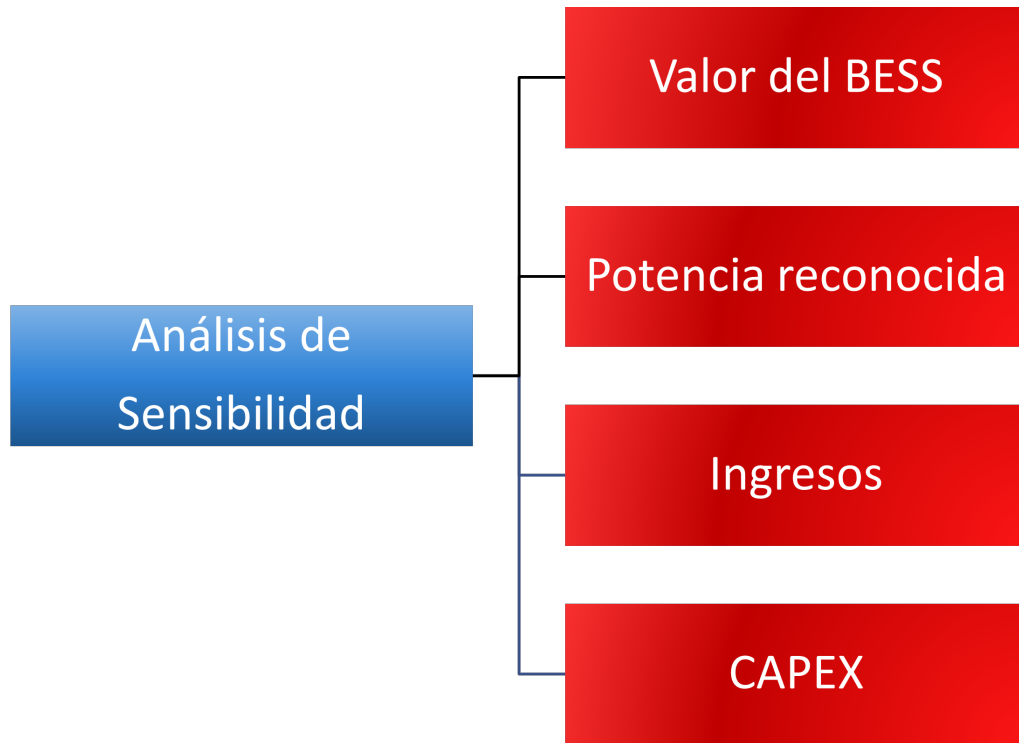 Valor del BESS
Potencia reconocida
Análisis de
Sensibilidad
Ingresos
CAPEX